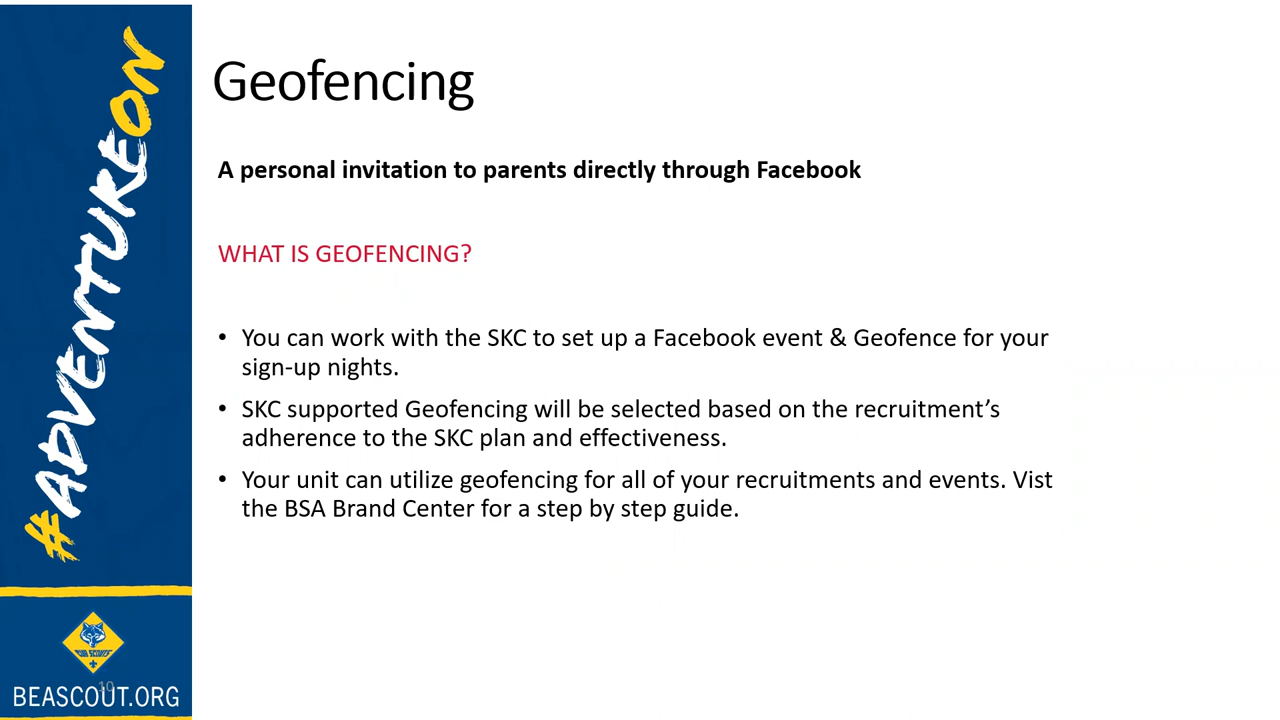 Geofencing
A personal invitation to parents directly through Facebook
WHAT IS GEOFENCING?
• You can work with the SKC to set up a Facebook event & Geofence for your
sign-up nights.
• SKC supported Geofencing will be selected based on the recruitment’s
adherence to the SKC plan and effectiveness.
• Your unit can utilize geofencing for all of your recruitments and events. Vist
the BSA Brand Center for a step by step guide.
#ADVENTUREON
CUB SCOUTS
10
BEASCOUT.ORG